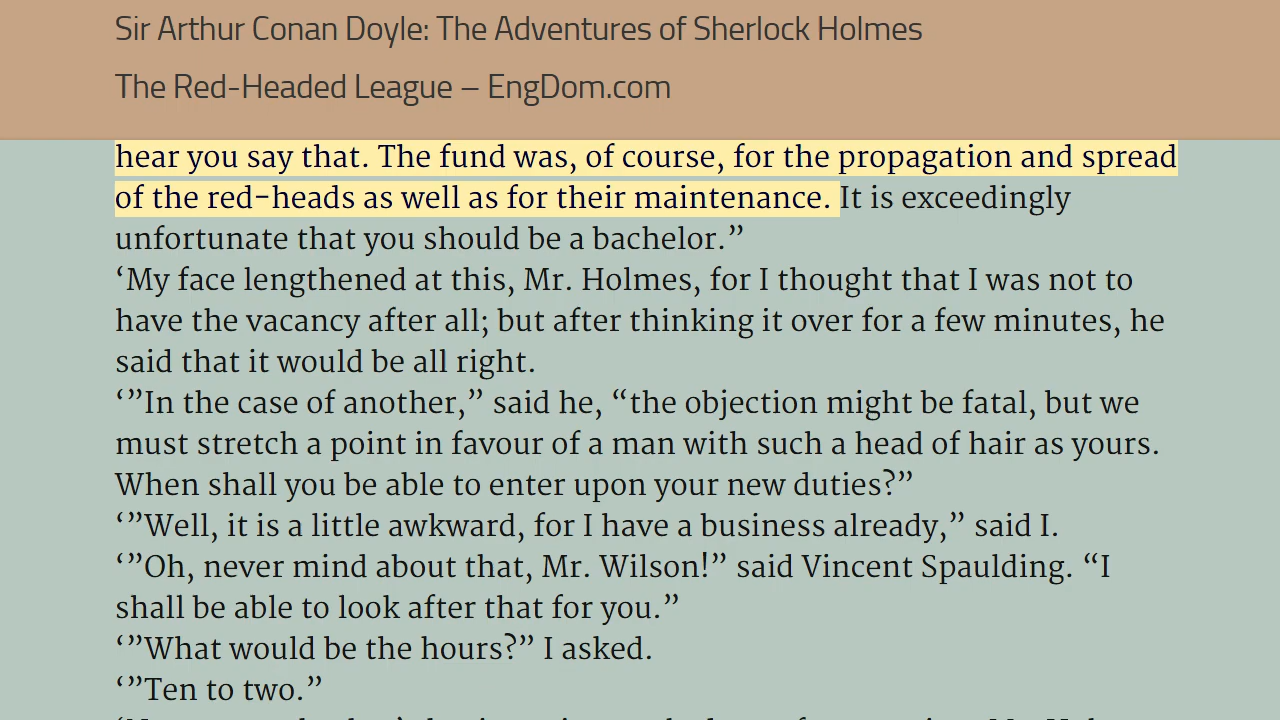 Sir Arthur Conan Doyle: The Adventures of Sherlock Holmes
The Red-Headed League – EngDom.com
hear you say that. The fund was, of course, for the propagation and spread
of the red-heads as well as for their maintenance. It is exceedingly
unfortunate that you should be a bachelor.”
‘My face lengthened at this, Mr. Holmes, for I thought that I was not to
have the vacancy after all; but after thinking it over for a few minutes, he
said that it would be all right.
‘”In the case of another,” said he, “the objection might be fatal, but we
must stretch a point in favour of a man with such a head of hair as yours.
When shall you be able to enter upon your new duties?”
‘”Well, it is a little awkward, for I have a business already,” said I.
‘”Oh, never mind about that, Mr. Wilson!” said Vincent Spaulding. “I
shall be able to look after that for you.”
‘”What would be the hours?” I asked.
‘”Ten to two.”